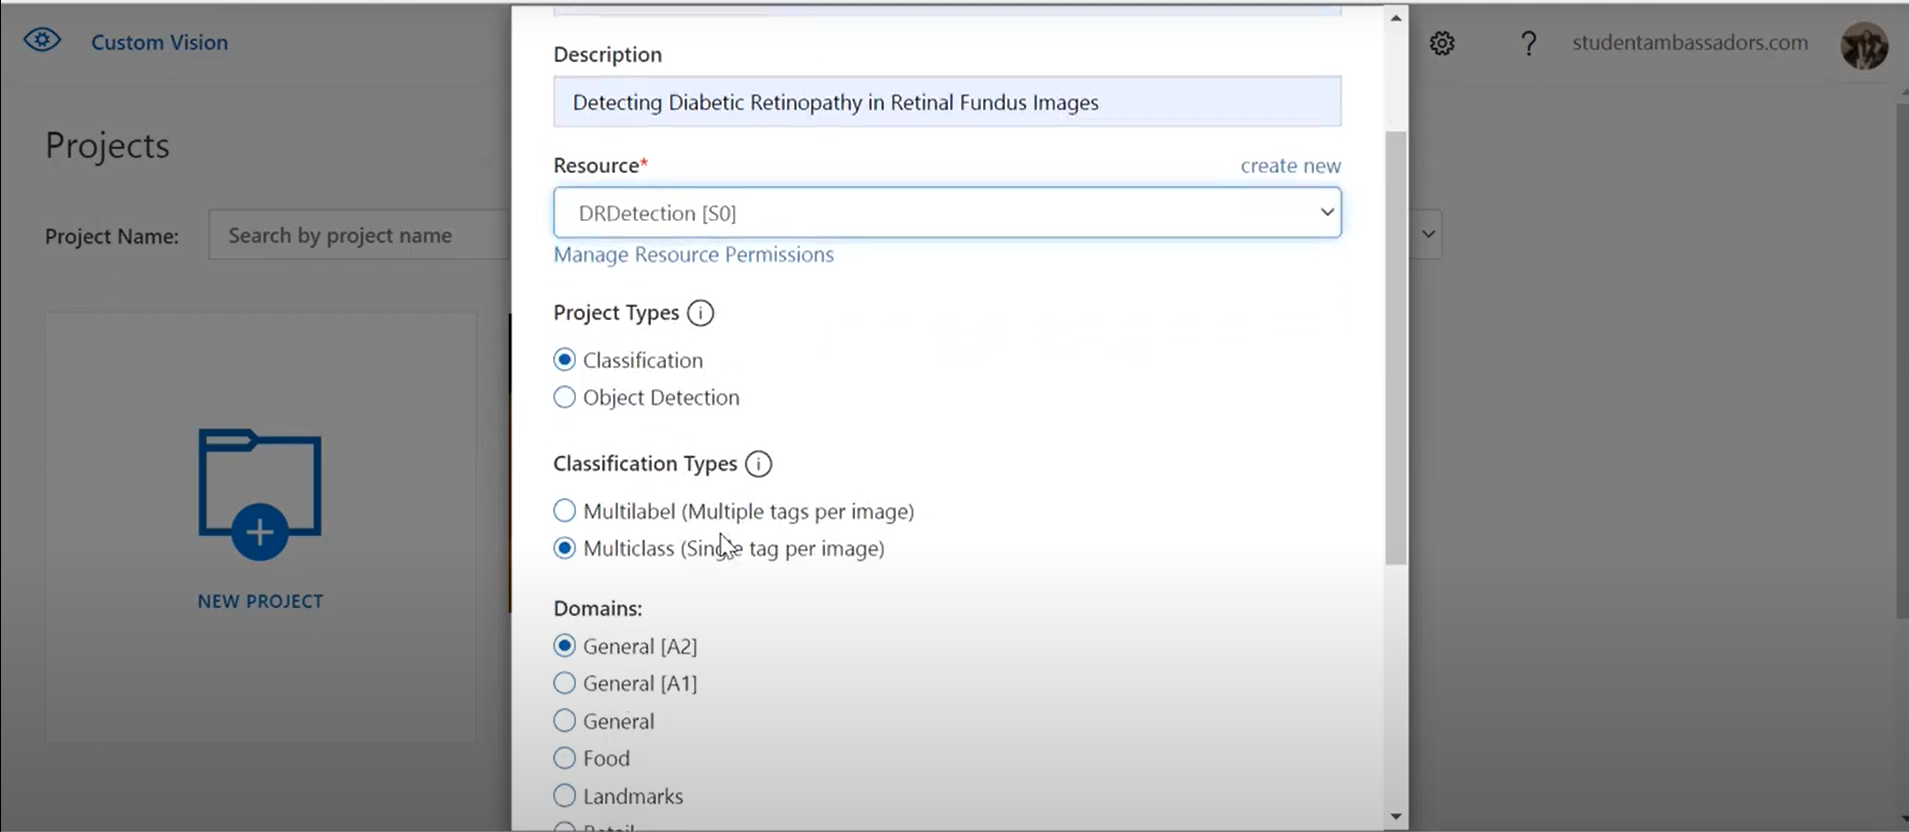 Custom Vision
studentambassadors.com
Projects
Project Name:
Search by project name
NEW PROJECT
Description
Detecting Diabetic Retinopathy in Retinal Fundus Images
Resource*
create new
DRDetection [S0]
Manage Resource Permissions
Project Types
Classification
Object Detection
Classification Types
Multilabel (Multiple tags per image)
Multiclass (Single tag per image)
Domains:
General [A2]
General [A1]
General
Food
Landmarks